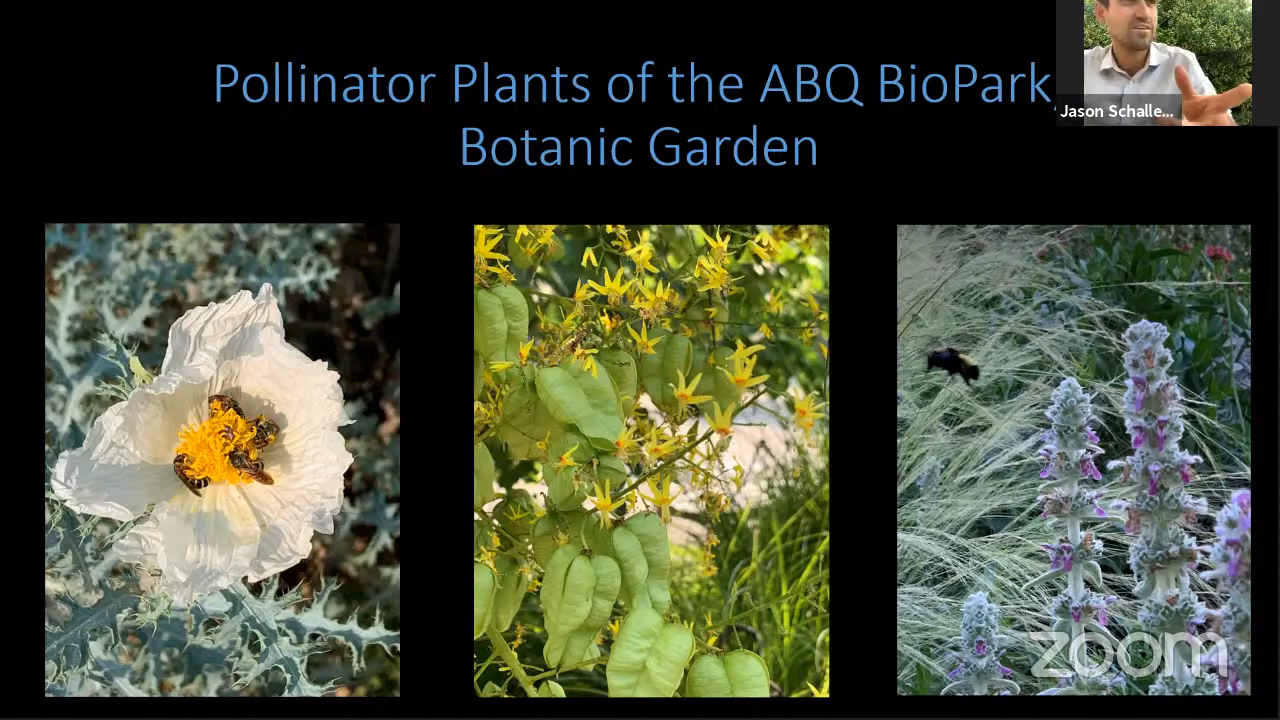 Pollinator Plants of the ABQ BioPark
Botanic Garden
Jason Schalle...
zoom